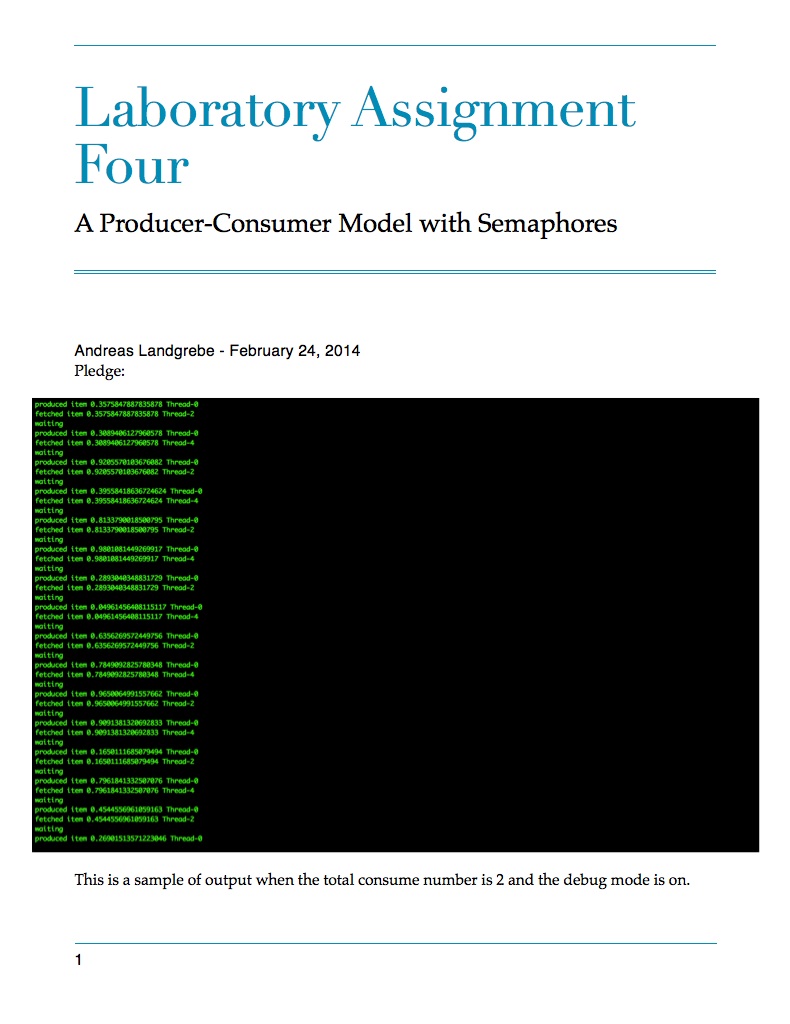 Laboratory Assignment
Four
A Producer-Consumer Model with Semaphores
Andreas Landgrebe - February 24, 2014
Pledge:
produced item 0.3575847887835878 Thread-0
fetched item 0.3575847887835878 Thread-2
waiting
produced item 0.3089406127960578 Thread-0
fetched item 0.3089406127960578 Thread-4
waiting
produced item 0.9205570103676082 Thread-0
fetched item 0.9205570103676082 Thread-2
waiting
produced item 0.39558418636724624 Thread-0
fetched item 0.39558418636724624 Thread-4
waiting
produced item 0.8133790018500795 Thread-0
fetched item 0.8133790018500795 Thread-2
waiting
produced item 0.9801081449269917 Thread-0
fetched item 0.9801081449269917 Thread-4
waiting
produced item 0.2893040348831729 Thread-0
fetched item 0.2893040348831729 Thread-2
waiting
produced item 0.04961456408115117 Thread-0
fetched item 0.04961456408115117 Thread-4
waiting
produced item 0.6356269572449756 Thread-0
fetched item 0.6356269572449756 Thread-2
waiting
produced item 0.7849092825780348 Thread-0
fetched item 0.7849092825780348 Thread-4
waiting
produced item 0.9650064991557662 Thread-0
fetched item 0.9650064991557662 Thread-2
waiting
produced item 0.9091381320692833 Thread-0
fetched item 0.9091381320692833 Thread-4
waiting
produced item 0.1650111685079494 Thread-0
fetched item 0.1650111685079494 Thread-2
waiting
produced item 0.7961841332507076 Thread-0
fetched item 0.7961841332507076 Thread-4
waiting
produced item 0.4544556961059163 Thread-0
fetched item 0.4544556961059163 Thread-2
waiting
produced item 0.26901513571223046 Thread-0
This is a sample of output when the total consume number is 2 and the debug mode is on.
1